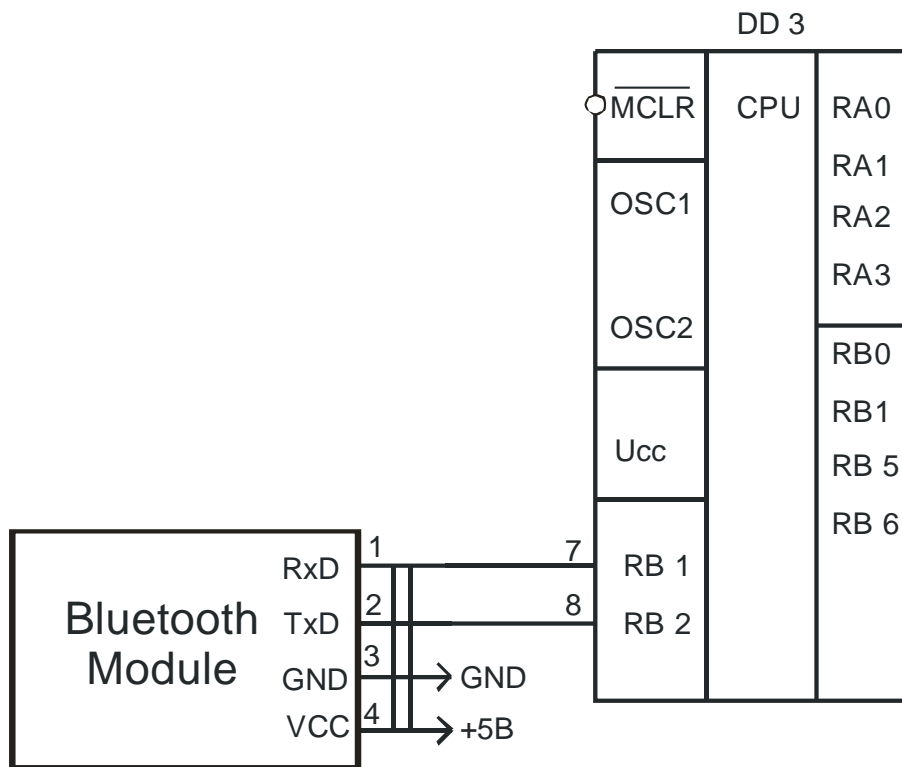 DD 3
MCLR
CPU
RA0
RA1
OSC1
RA2
RA3
OSC2
RB0
RB1
Ucc
RB 5
RB 6
Bluetooth
Module
RxD
1
7
RB 1
TxD
2
8
RB 2
GND
3
GND
VCC
4
+5В